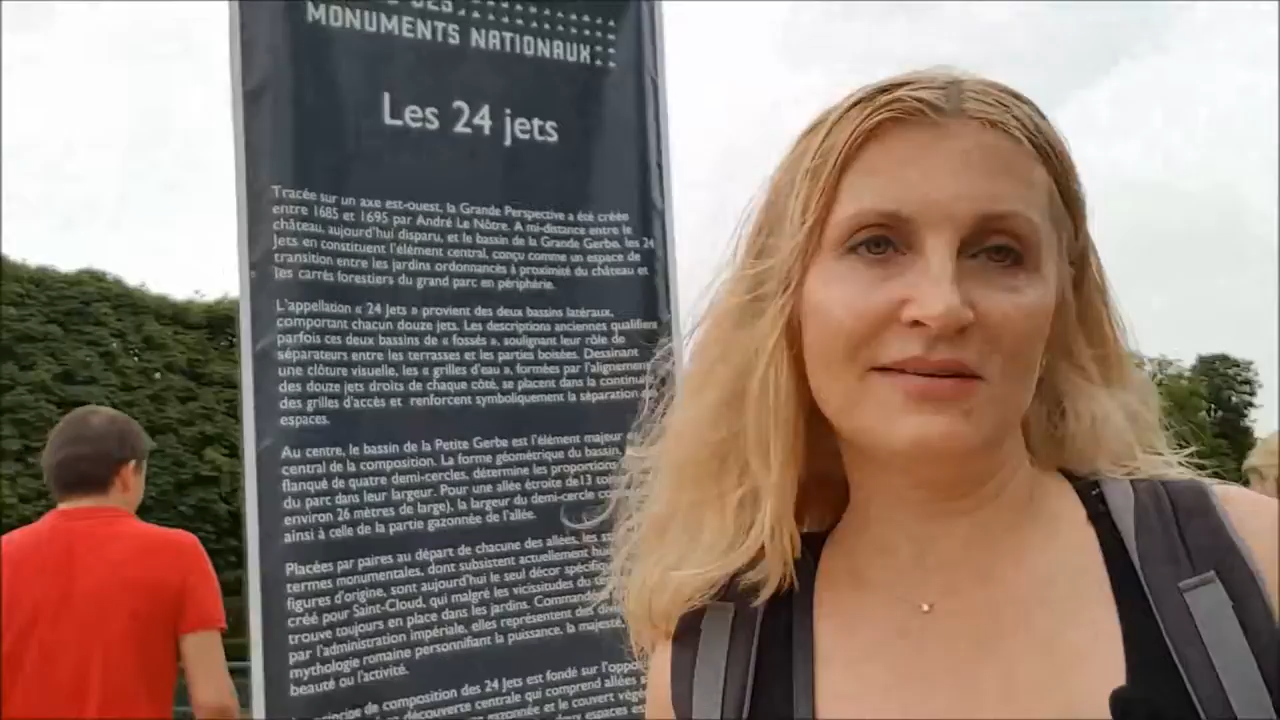 DES
MONUMENTS NATIONAUX
Les 24 jets
Tracée sur un axe est-ouest, la Grande Perspective a été créée
entre 1685 et 1695 par André Le Nôtre. A mi-distance entre le
château, aujourd'hui disparu, et le bassin de la Grande Gerbe, les 24
Jets en constituent l'élément central, conçu comme un espace de
transition entre les jardins ordonnancés à proximité du château et
les carrés forestiers du grand parc en périphérie.
L'appellation « 24 Jets » provient des deux bassins latéraux,
comportant chacun douze jets. Les descriptions anciennes qualifient
parfois ces deux bassins de « fossés », soulignant leur rôle de
séparateurs entre les terrasses et les parties boisées. Dessinant
une clôture visuelle, les « grilles d'eau », formées par l'alignement
des douze jets droits de chaque côté, se placent dans la
des grilles d'accès et renforcent symboliquement la séparation
espaces.
Au centre, le bassin de la Petite Gerbe est l'élément majeur
central de la composition. La forme géométrique du bassin,
flanqué de quatre demi-cercles, détermine les proportions
du parc dans leur largeur. Pour une allée étroite de13
environ 26 mètres de large), la largeur du demi-cercle
ainsi à celle de la partie gazonnée de l'allée.
Placées par paires au départ de chacune des allées, les
termes monumentales, dont subsistent actuellement
figures d'origine, sont aujourd'hui le seul décor
créé pour Saint-Cloud, qui malgré les vicissitudes du
trouve toujours en place dans les jardins.
par l'administration impériale, elles représentent des
mythologie romaine personnifiant la puissance, la majesté,
beauté ou l'activité.
principe de composition des 24 Jets est fondé sur
découverte centrale qui comprend allées
gazonnée et le couvert
espaces